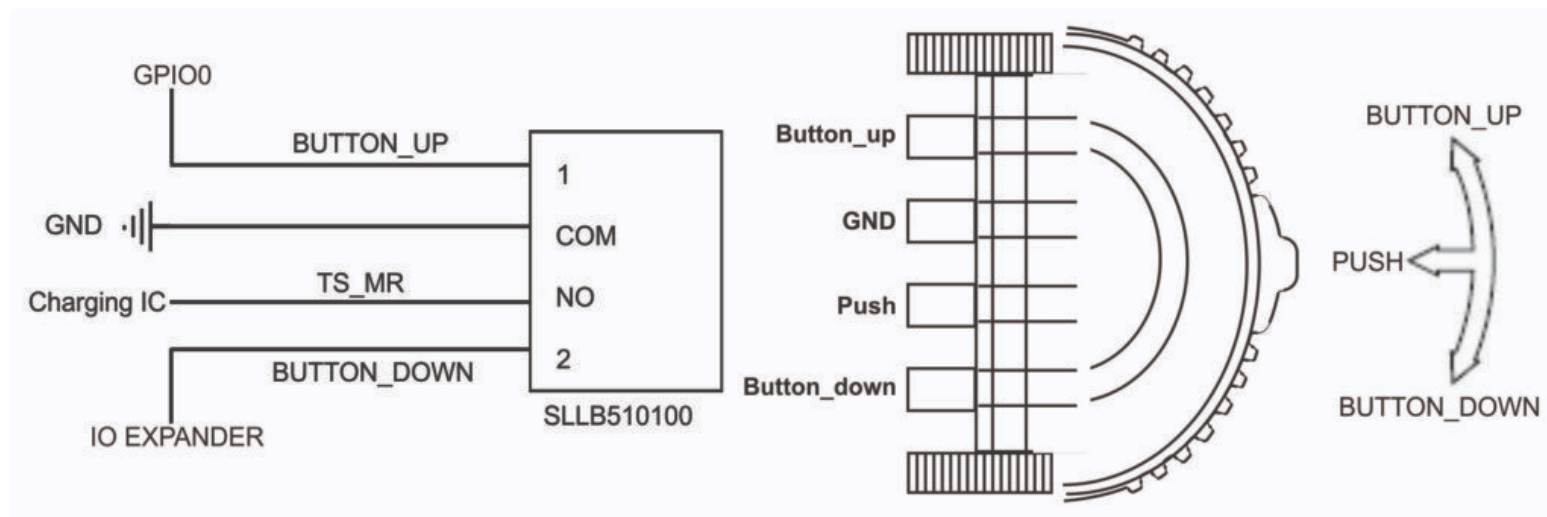 GPIO0
BUTTON_UP
1
GND
COM
Charging IC
TS_MR
NO
2
BUTTON_DOWN
SLLB510100
IO EXPANDER
Button_up
GND
Push
Button_down
BUTTON_UP
PUSH
BUTTON_DOWN